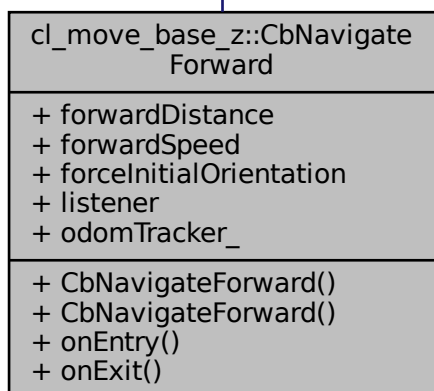 cl_move_base_z::CbNavigate
Forward
+ forwardDistance
+ forwardSpeed
+ forceInitialOrientation
+ listener
+ odomTracker_
+ CbNavigateForward()
+ CbNavigateForward()
+ onEntry()
+ onExit()